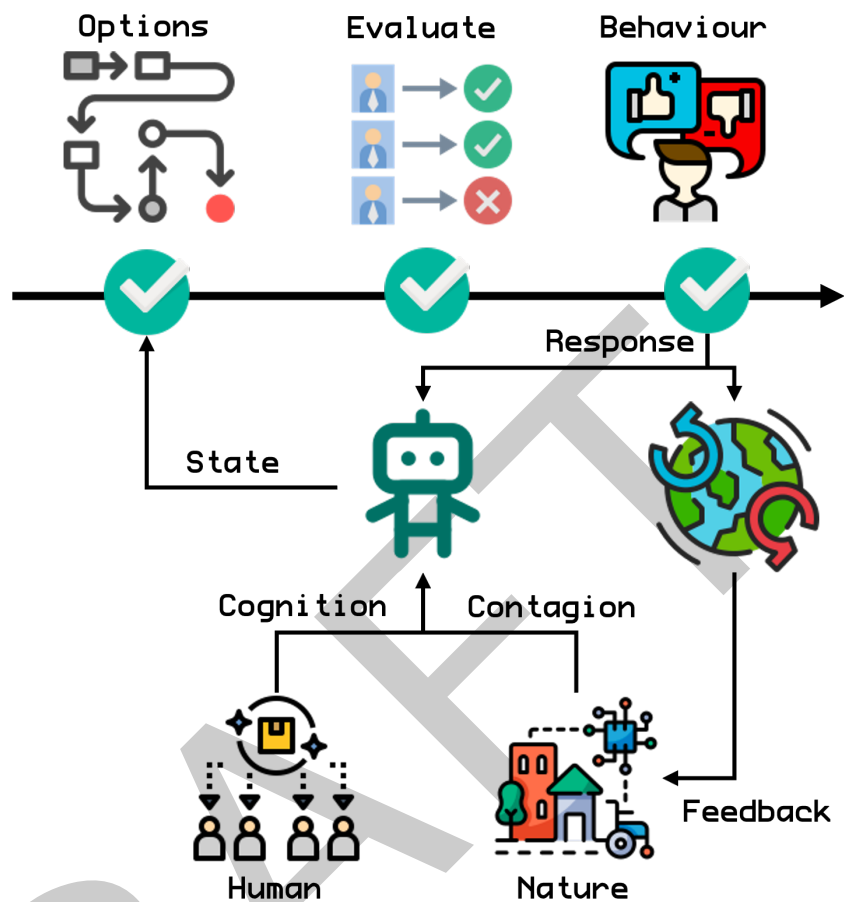 Options
Evaluate
Behaviour
Response
State
Cognition
Contagion
Feedback
Human
Nature